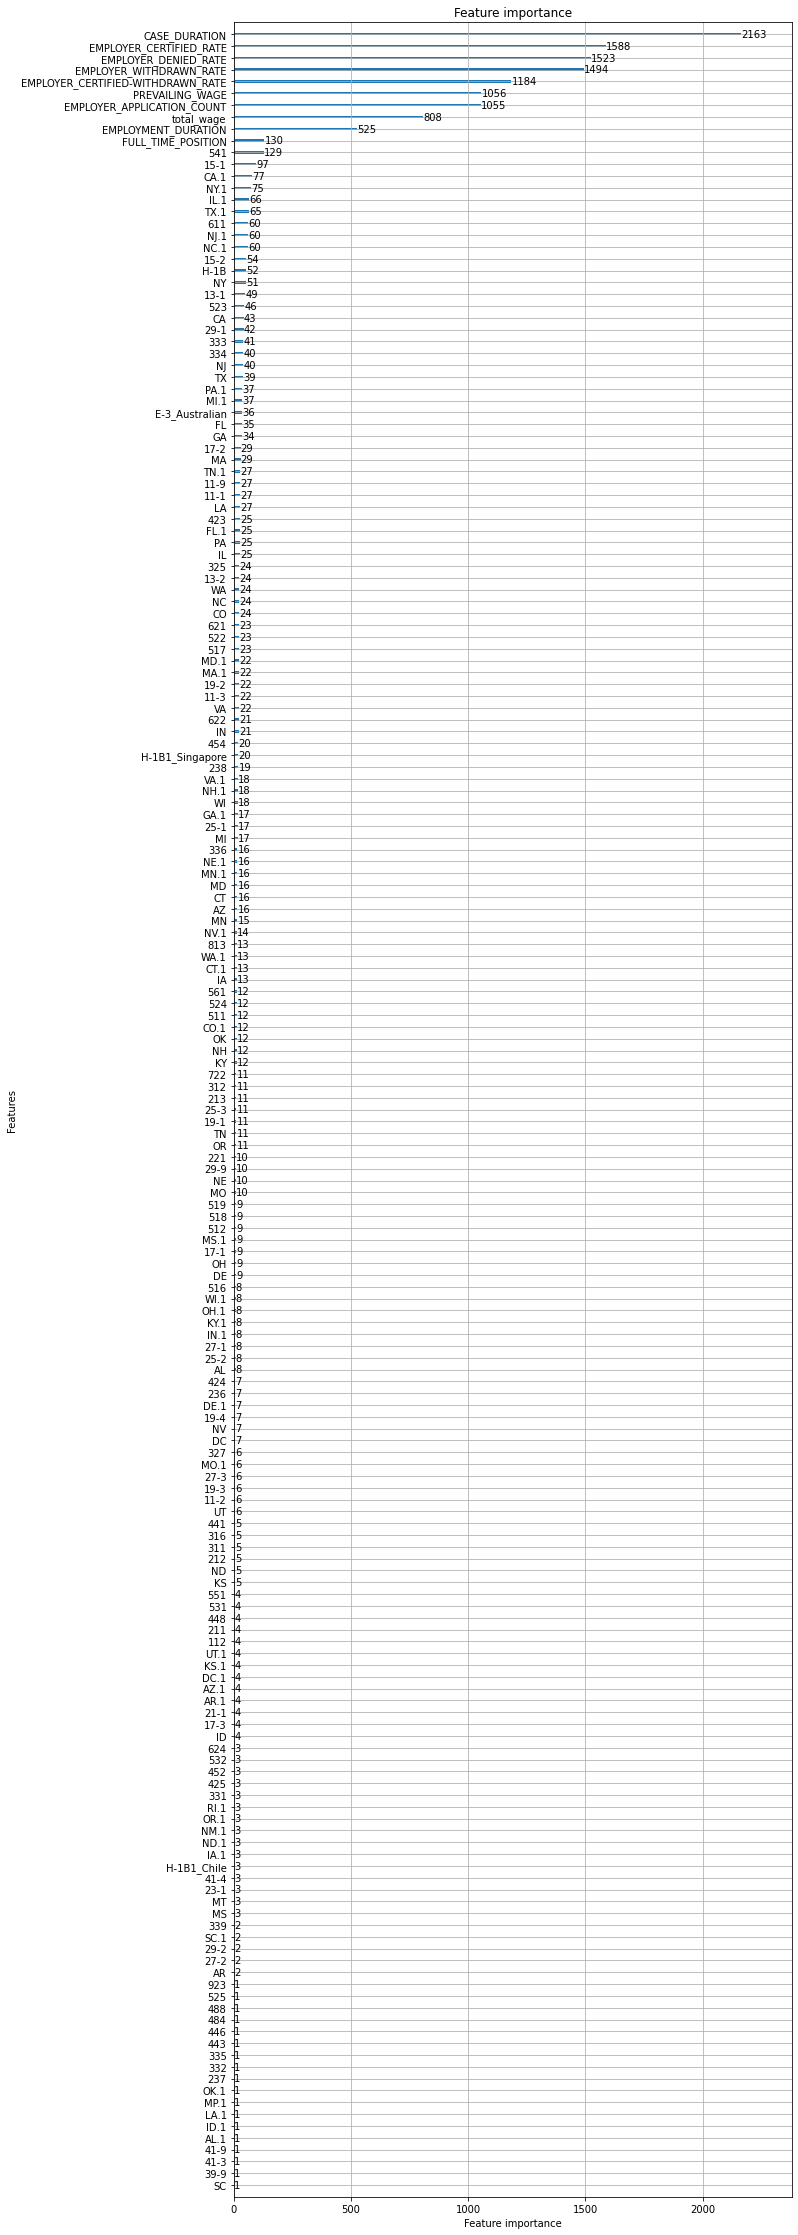 Feature importance
CASE_DURATION 2163
EMPLOYER_CERTIFIED_RATE 1588
EMPLOYER_DENIED_RATE 1523
EMPLOYER_WITHDRAWN_RATE 1494
EMPLOYER_CERTIFIED-WITHDRAWN_RATE 1184
PREVAILING_WAGE 1056
EMPLOYER_APPLICATION_COUNT 1055
total_wage 808
EMPLOYMENT_DURATION 525
FULL_TIME_POSITION 130
541 129
15-1 97
CA.1 77
NY.1 75
IL.1 66
TX.1 65
611 60
NJ.1 60
NC.1 60
15-2 54
H-1B 52
NY 51
13-1 49
523 46
CA 43
29-1 42
333 41
334 40
NJ 40
TX 39
PA.1 37
MI.1 37
E-3_Australian 36
FL 35
GA 34
17-2 29
MA 29
TN.1 27
11-9 27
11-1 27
LA 27
423 25
FL.1 25
PA 25
IL 25
325 24
13-2 24
WA 24
NC 24
CO 24
621 23
522 23
517 23
MD.1 22
MA.1 22
19-2 22
11-3 22
VA 22
622 21
IN 21
454 20
H-1B1_Singapore 20
238 19
VA.1 18
NH.1 18
WI 18
GA.1 17
25-1 17
MI 17
336 16
NE.1 16
MN.1 16
MD 16
CT 16
AZ 16
MN 15
NV.1 14
813 13
WA.1 13
CT.1 13
IA 13
561 12
524 12
511 12
CO.1 12
OK 12
NH 12
KY 12
722 11
312 11
213 11
25-3 11
19-1 11
TN 11
OR 11
221 10
29-9 10
NE 10
MO 10
519 9
518 9
512 9
MS.1 9
17-1 9
OH 9
DE 9
516 8
WI.1 8
OH.1 8
KY.1 8
IN.1 8
27-1 8
25-2 8
AL 8
424 7
236 7
DE.1 7
19-4 7
NV 7
DC 7
327 6
MO.1 6
27-3 6
19-3 6
11-2 6
UT 6
441 5
316 5
311 5
212 5
ND 5
KS 5
551 4
531 4
448 4
211 4
112 4
UT.1 4
KS.1 4
DC.1 4
AZ.1 4
AR.1 4
21-1 4
17-3 4
ID 4
624 3
532 3
452 3
425 3
331 3
RI.1 3
OR.1 3
NM.1 3
ND.1 3
IA.1 3
H-1B1_Chile 3
41-4 3
23-1 3
MT 3
MS 3
339 2
SC.1 2
29-2 2
27-2 2
AR 2
923 1
525 1
488 1
484 1
446 1
443 1
335 1
332 1
237 1
OK.1 1
MP.1 1
LA.1 1
ID.1 1
AL.1 1
41-9 1
41-3 1
39-9 1
SC 1
Features
0 500 1000 1500 2000
Feature importance